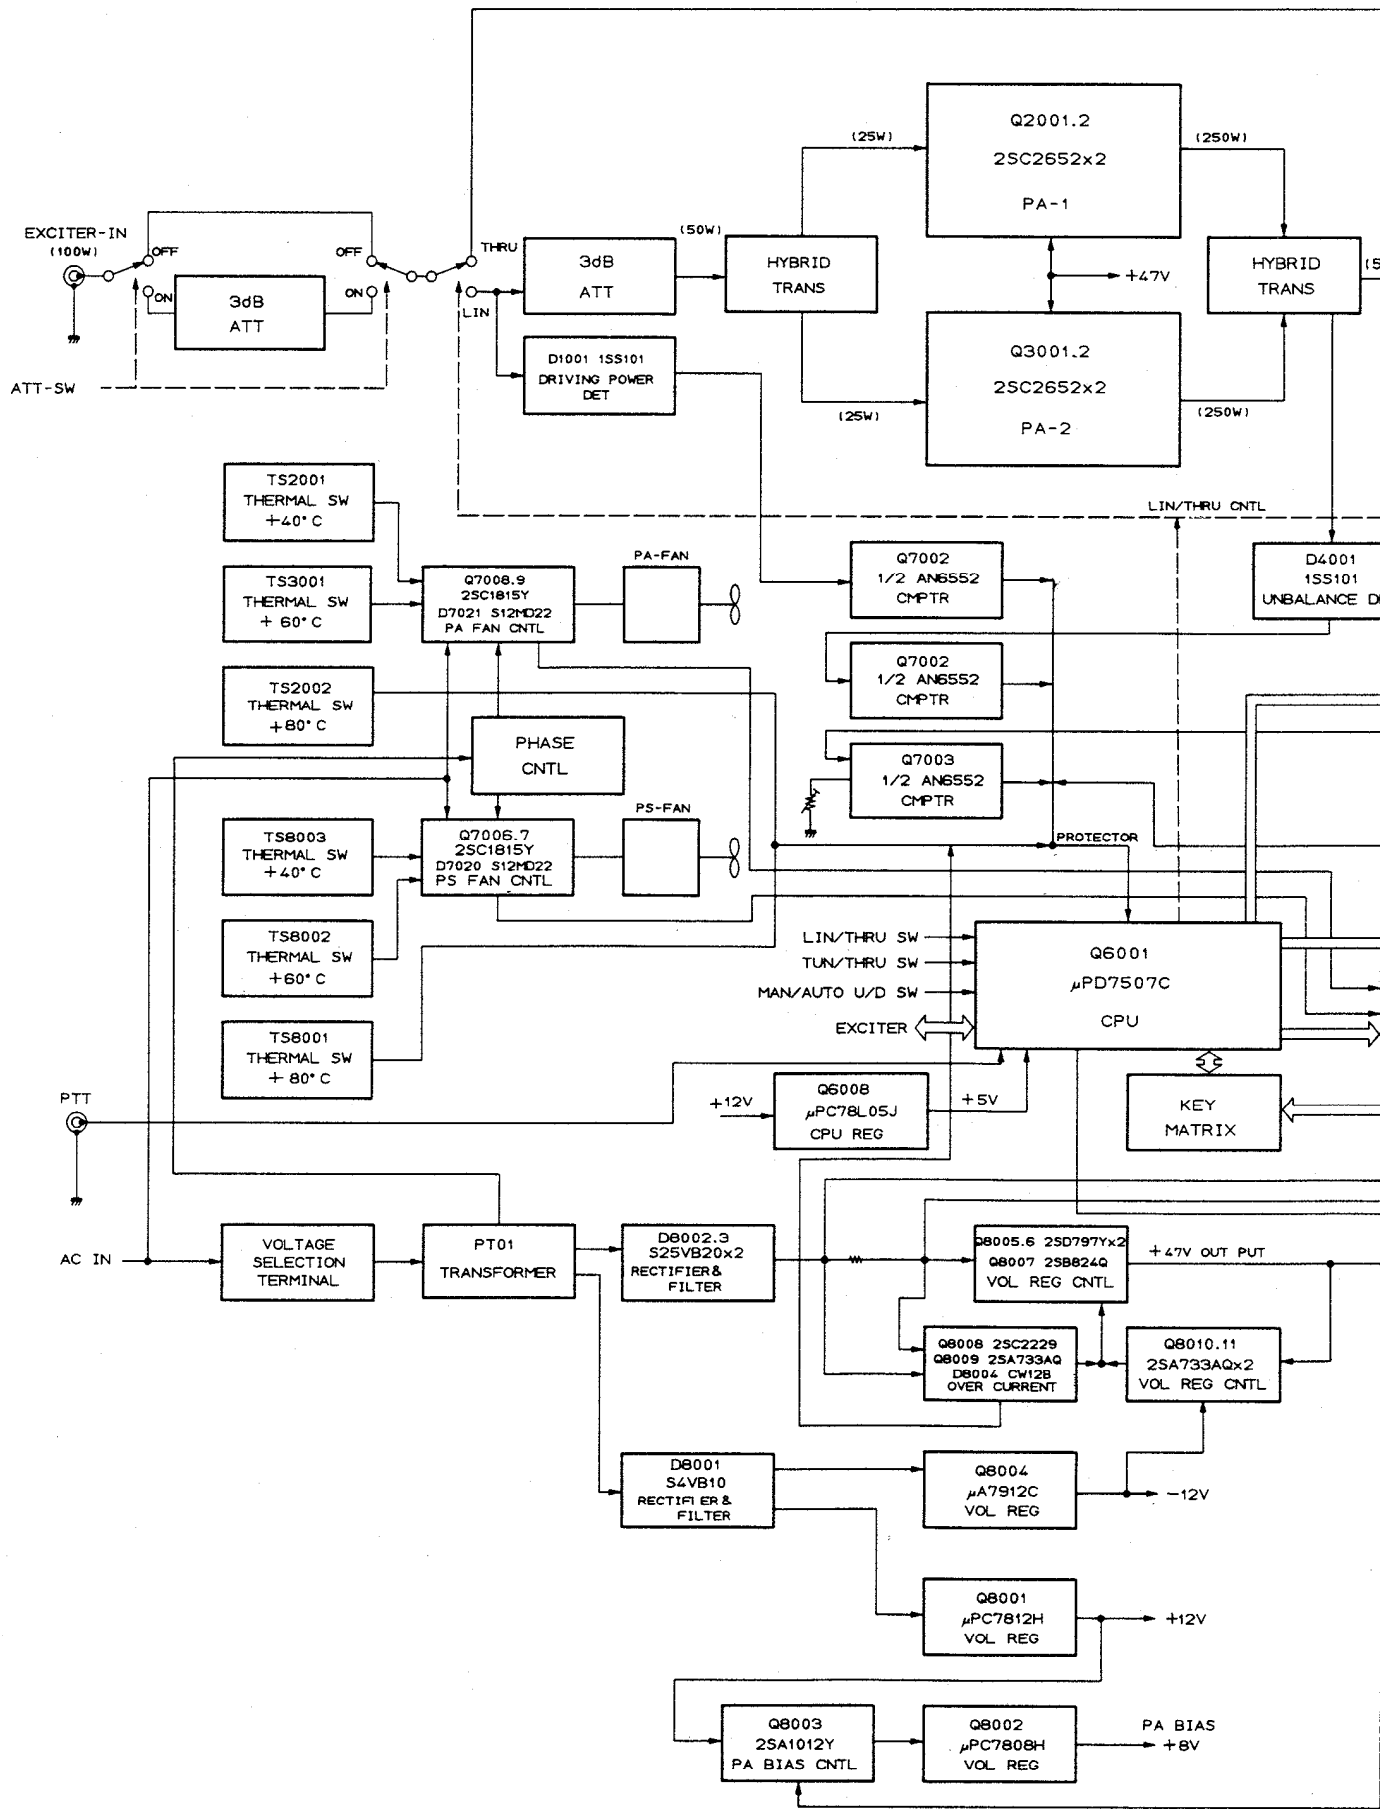 EXCITER-IN
(100W)
OFF
ON
3dB
ATT
OFF
ON
ATT-SW
THRU
LIN
3dB
ATT
(50W)
D1001 1SS101
DRIVING POWER
DET
HYBRID
TRANS
(25W)
(25W)
Q2001.2
2SC2652x2
PA-1
+47V
Q3001.2
2SC2652x2
PA-2
(250W)
(250W)
HYBRID
TRANS
(5
LIN/THRU CNTL
TS2001
THERMAL SW
+40°C
TS3001
THERMAL SW
+ 60°C
TS2002
THERMAL SW
+80°C
Q7008.9
2SC1815Y
D7021 S12MD22
PA FAN CNTL
PA-FAN
PHASE
CNTL
Q7002
1/2 AN6552
CMPTR
Q7002
1/2 AN6552
CMPTR
Q7003
1/2 AN6552
CMPTR
D4001
1SS101
UNBALANCE D
TS8003
THERMAL SW
+40°C
TS8002
THERMAL SW
+60°C
TS8001
THERMAL SW
+ 80°C
Q7006.7
2SC1815Y
D7020 S12MD22
PS FAN CNTL
PS-FAN
PROTECTOR
LIN/THRU SW
TUN/THRU SW
MAN/AUTO U/D SW
EXCITER
Q6001
μPD7507C
CPU
PTT
+12V
Q6008
μPC78L05J
CPU REG
+5V
KEY
MATRIX
AC IN
VOLTAGE
SELECTION
TERMINAL
PT01
TRANSFORMER
D8002.3
S25VB20x2
RECTIFIER&
FILTER
Q8005.6 2SD797Yx2
Q8007 2SB824Q
VOL REG CNTL
+47V OUT PUT
Q8008 2SC2229
Q8009 2SA733AQ
D8004 CW12B
OVER CURRENT
Q8010.11
2SA733AQx2
VOL REG CNTL
D8001
S4VB10
RECTIFIER&
FILTER
Q8004
μA7912C
VOL REG
-12V
Q8001
μPC7812H
VOL REG
+12V
Q8003
2SA1012Y
PA BIAS CNTL
Q8002
μPC7808H
VOL REG
PA BIAS
+8V